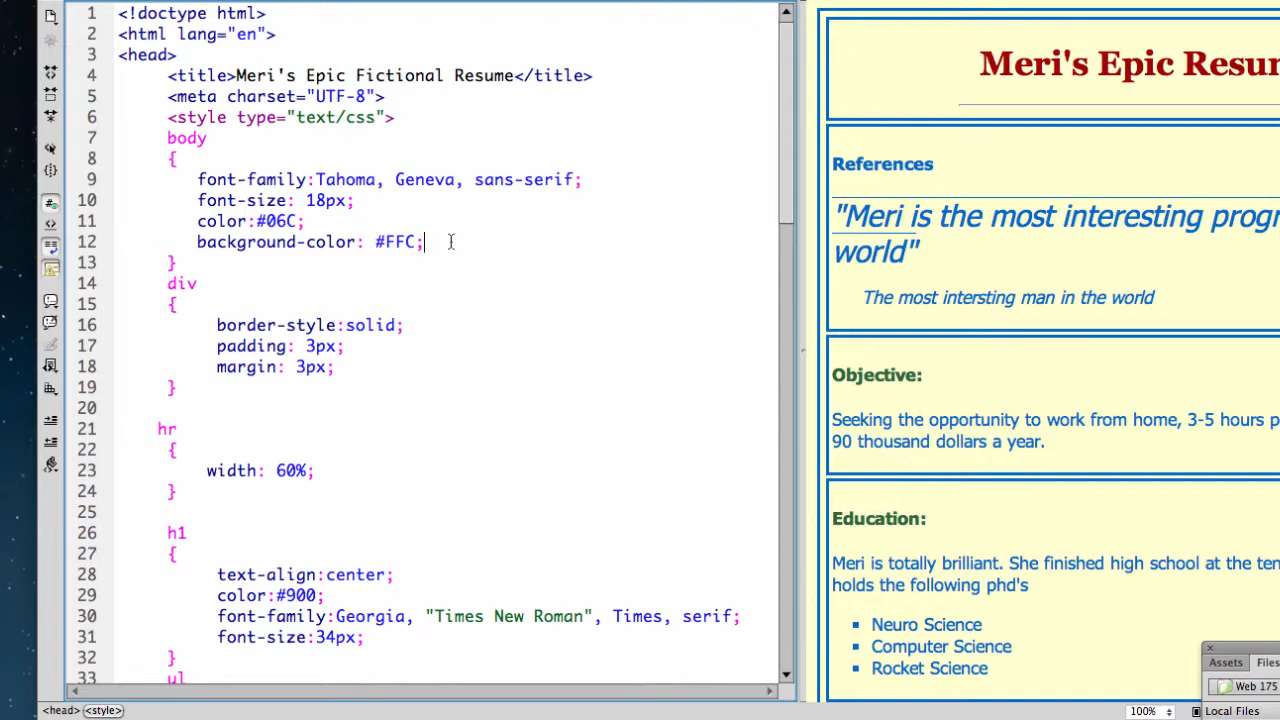 1 <!doctype html>
2 <html lang="en">
3 <head>
4 <title>Meri's Epic Fictional Resume</title>
5 <meta charset="UTF-8">
6 <style type="text/css">
7 body
8 {
9 font-family:Tahoma, Geneva, sans-serif;
10 font-size: 18px;
11 color:#06C;
12 background-color: #FFC;
13 }
14 div
15 {
16 border-style:solid;
17 padding: 3px;
18 margin: 3px;
19 }
20
21 hr
22 {
23 width: 60%;
24 }
25
26 h1
27 {
28 text-align:center;
29 color:#900;
30 font-family:Georgia, "Times New Roman", Times, serif;
31 font-size:34px;
32 }
33 ul
<head> <style>
100%
Meri's Epic Resum
References
"Meri is the most interesting progr
world"
The most intersting man in the world
Objective:
Seeking the opportunity to work from home, 3-5 hours p
90 thousand dollars a year.
Education:
Meri is totally brilliant. She finished high school at the ten
holds the following phd's
Neuro Science
Computer Science
Rocket Science
Assets Files
Web 175
Local Files